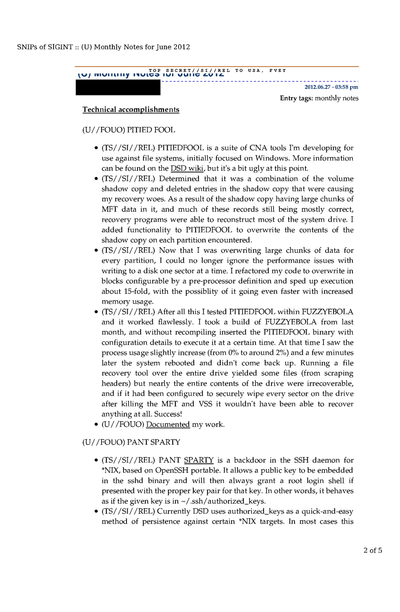 SNIPs of SIGINT :: (U) Monthly Notes for June 2012
TOP SECRET//SI//REL TO USA, FVEY
(U) Monthly Notes for June 2012
2012.06.27 - 03:58 pm
Entry tags: monthly notes
Technical accomplishments
(U//FOUO) PITIED FOOL
• (TS//SI//REL) PITIEDFOOL is a suite of CNA tools I'm developing for
use against file systems, initially focused on Windows. More information
can be found on the DSD wiki, but it's a bit ugly at this point.
• (TS//SI//REL) Determined that it was a combination of the volume
shadow copy and deleted entries in the shadow copy that were causing
my recovery woes. As a result of the shadow copy having large chunks of
MFT data in it, and much of these records still being mostly correct,
recovery programs were able to reconstruct most of the system drive. I
added functionality to PITIEDFOOL to overwrite the contents of the
shadow copy on each partition encountered.
• (TS//SI//REL) Now that I was overwriting large chunks of data for
every partition, I could no longer ignore the performance issues with
writing to a disk one sector at a time. I refactored my code to overwrite in
blocks configurable by a pre-processor definition and sped up execution
about 15-fold, with the possiblity of it going even faster with increased
memory usage.
• (TS//SI//REL) After all this I tested PITIEDFOOL within FUZZYEBOLA
and it worked flawlessly. I took a build of FUZZYEBOLA from last
month, and without recompiling inserted the PITIEDFOOL binary with
configuration details to execute it at a certain time. At that time I saw the
process usage slightly increase (from 0% to around 2%) and a few minutes
later the system rebooted and didn't come back up. Running a file
recovery tool over the entire drive yielded some files (from scraping
headers) but nearly the entire contents of the drive were irrecoverable,
and if it had been configured to securely wipe every sector on the drive
after killing the MFT and VSS it wouldn't have been able to recover
anything at all. Success!
• (U//FOUO) Documented my work.
(U//FOUO) PANT SPARTY
• (TS//SI//REL) PANT SPARTY is a backdoor in the SSH daemon for
*NIX, based on OpenSSH portable. It allows a public key to be embedded
in the sshd binary and will then always grant a root login shell if
presented with the proper key pair for that key. In other words, it behaves
as if the given key is in ~/.ssh/authorized_keys.
• (TS//SI//REL) Currently DSD uses authorized_keys as a quick-and-easy
method of persistence against certain *NIX targets. In most cases this
2 of 5